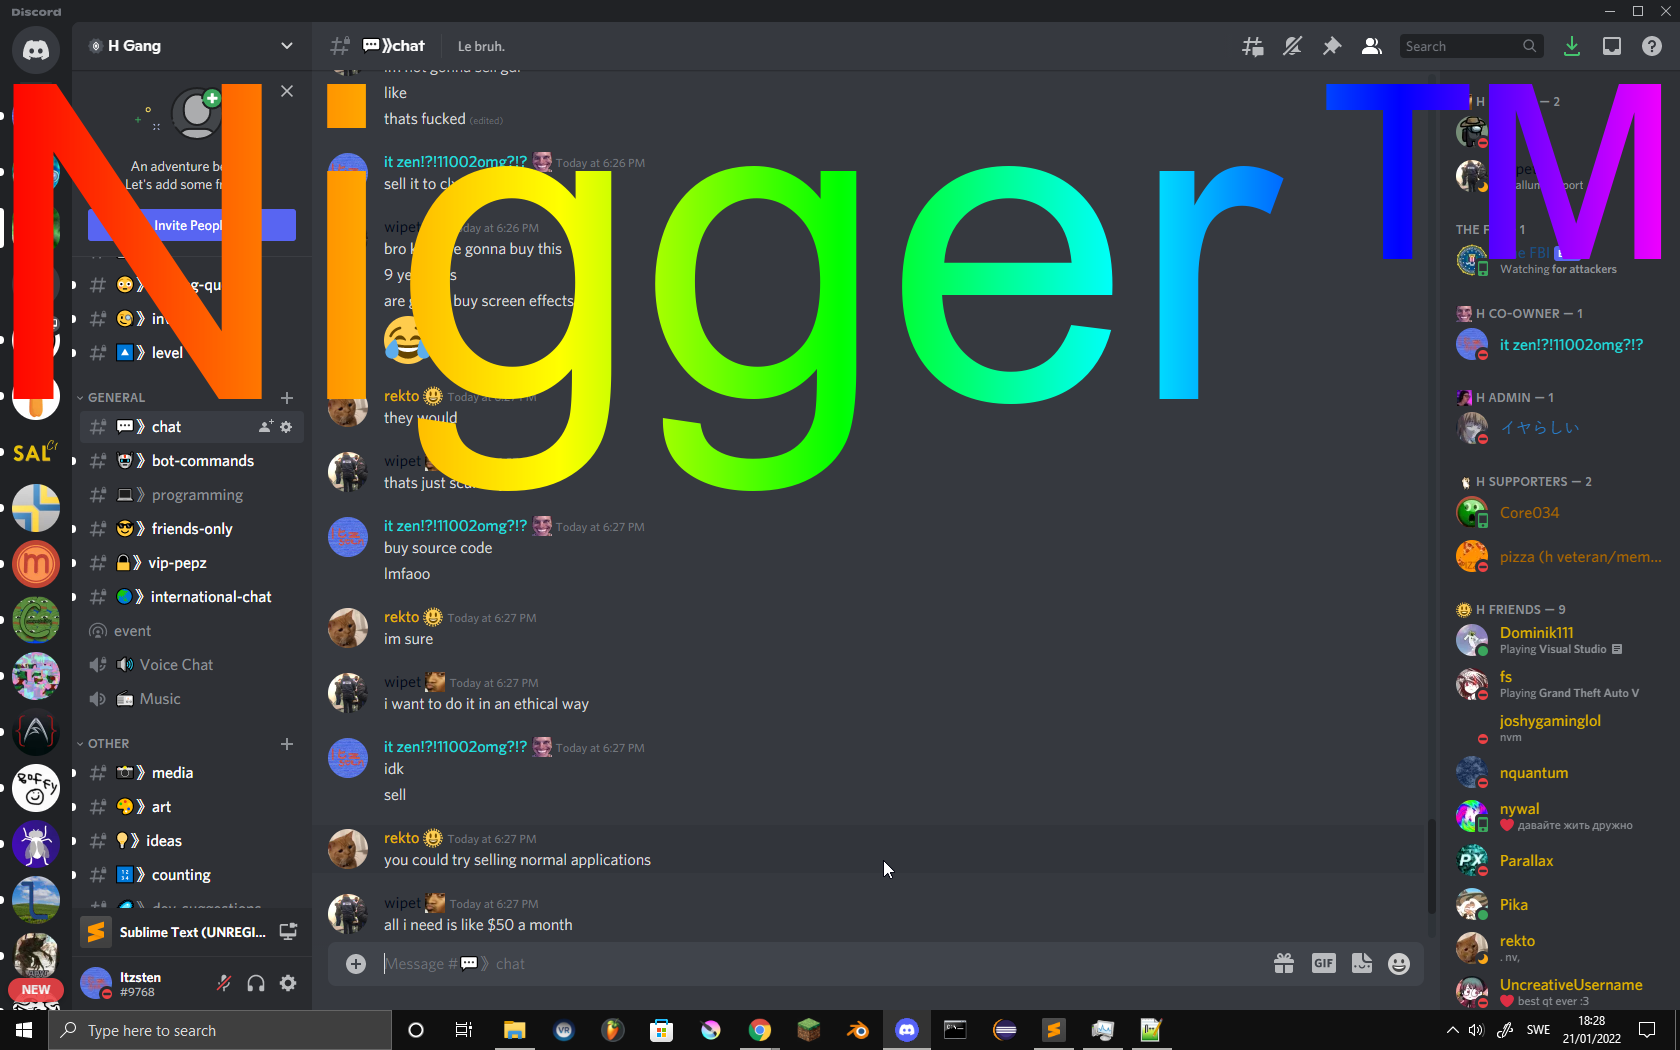 Discord
H Gang
chat
Le bruh.
Search
Nigger™
like
thats fucked (edited)
An adventure be
Let's add some fr
Invite Peopl
it zen!?!11002omg?!? Today at 6:26 PM
sell it to
wipet day at 6:26 PM
bro gonna buy this
9 ye s
are buy screen effects
level
GENERAL
chat
bot-commands
programming
friends-only
vip-pepz
international-chat
event
Voice Chat
Music
OTHER
media
art
ideas
counting
rekto Today at 6:27 PM
they would
wipet
thats just
it zen!?!11002omg?!? Today at 6:27 PM
buy source code
lmfaoo
rekto Today at 6:27 PM
im sure
wipet Today at 6:27 PM
i want to do it in an ethical way
it zen!?!11002omg?!? Today at 6:27 PM
idk
sell
rekto Today at 6:27 PM
you could try selling normal applications
wipet Today at 6:27 PM
all i need is like $50 a month
Message # chat
GIF
H — 2
THE F 1
e FBI
Watching for attackers
H CO-OWNER — 1
it zen!?!11002omg?!?
H ADMIN — 1
イヤらしい
H SUPPORTERS — 2
Core034
pizza (h veteran/mem...
H FRIENDS — 9
Dominik111
Playing Visual Studio
fs
Playing Grand Theft Auto V
joshygaminglol
nvm
nquantum
nywal
давайте жить дружно
Parallax
Pika
rekto
. nv,
UncreativeUsername
best qt ever :3
SAL C1
BOFFY
NEW
Sublime Text (UNREGI...
Itzsten
#9768
Type here to search
SWE
18:28
21/01/2022